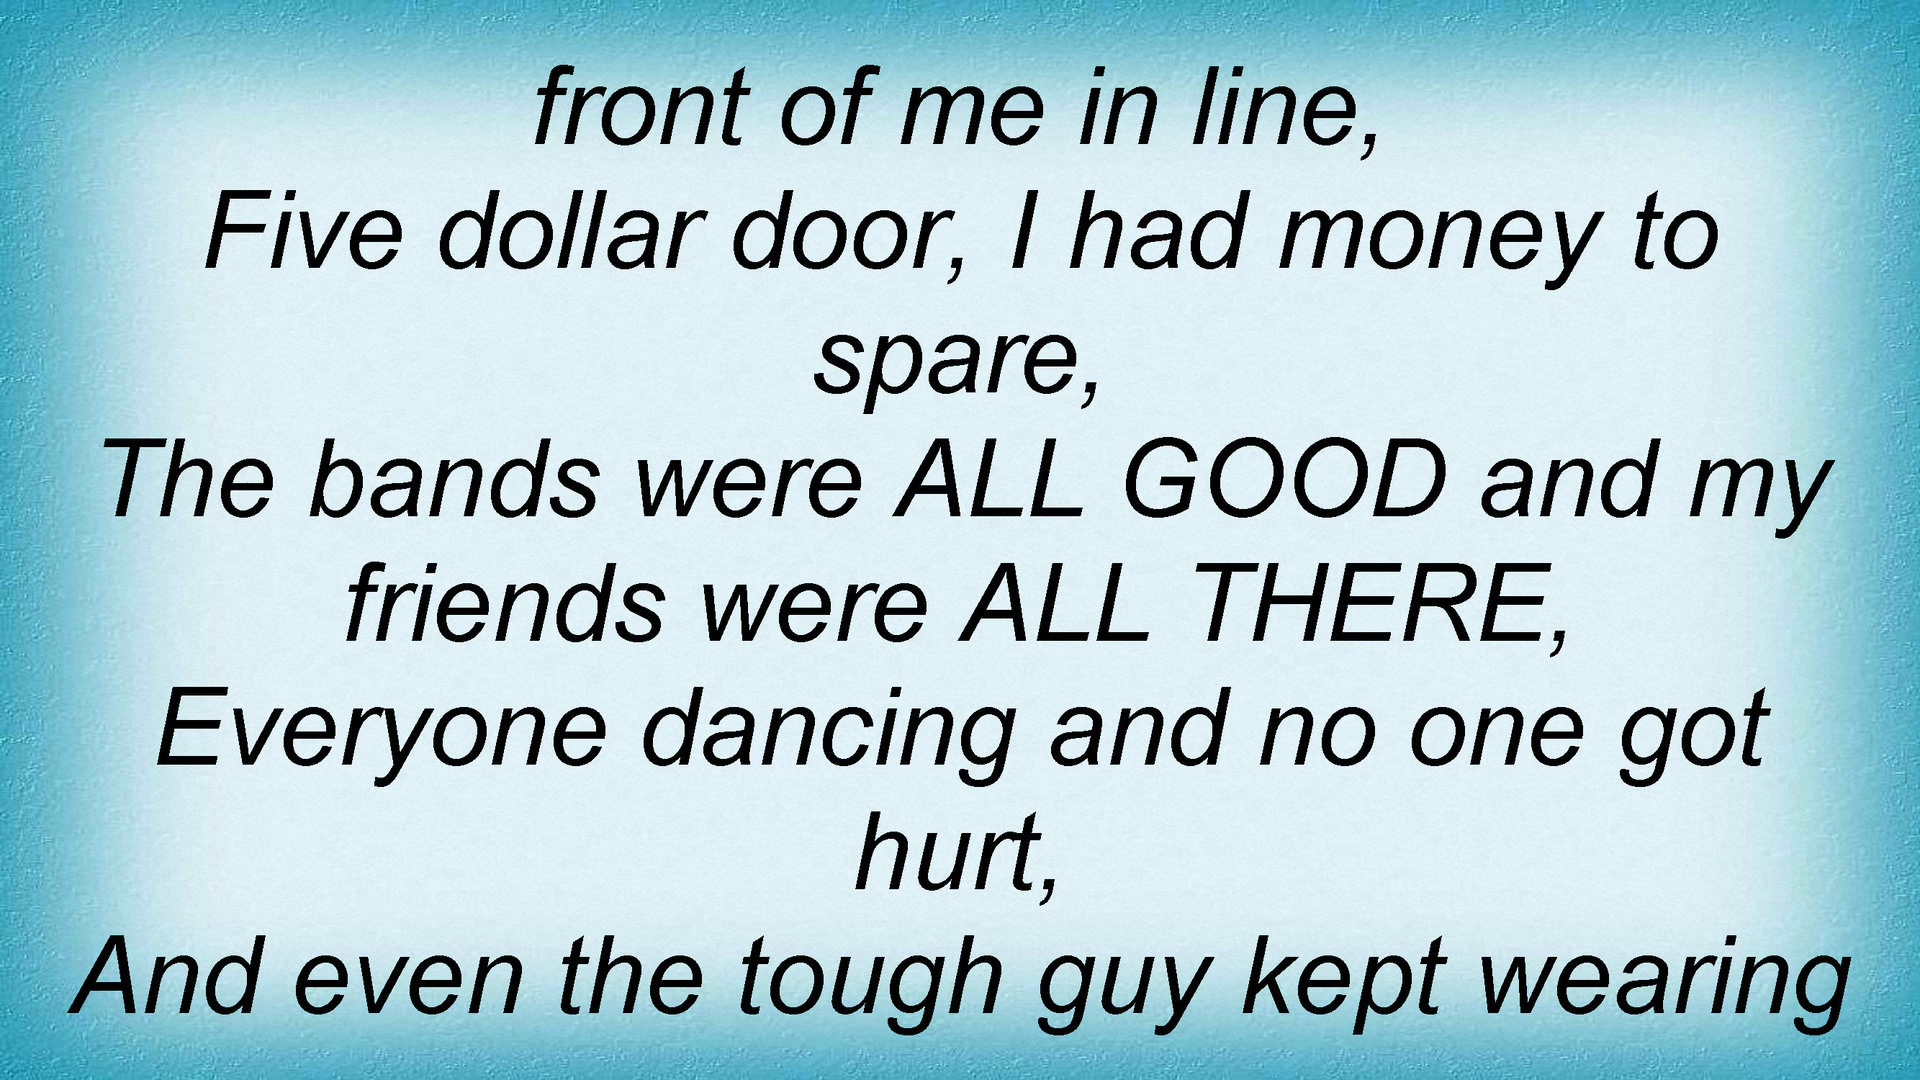 front of me in line,
Five dollar door, I had money to
spare,
The bands were ALL GOOD and my
friends were ALL THERE,
Everyone dancing and no one got
hurt,
And even the tough guy kept wearing